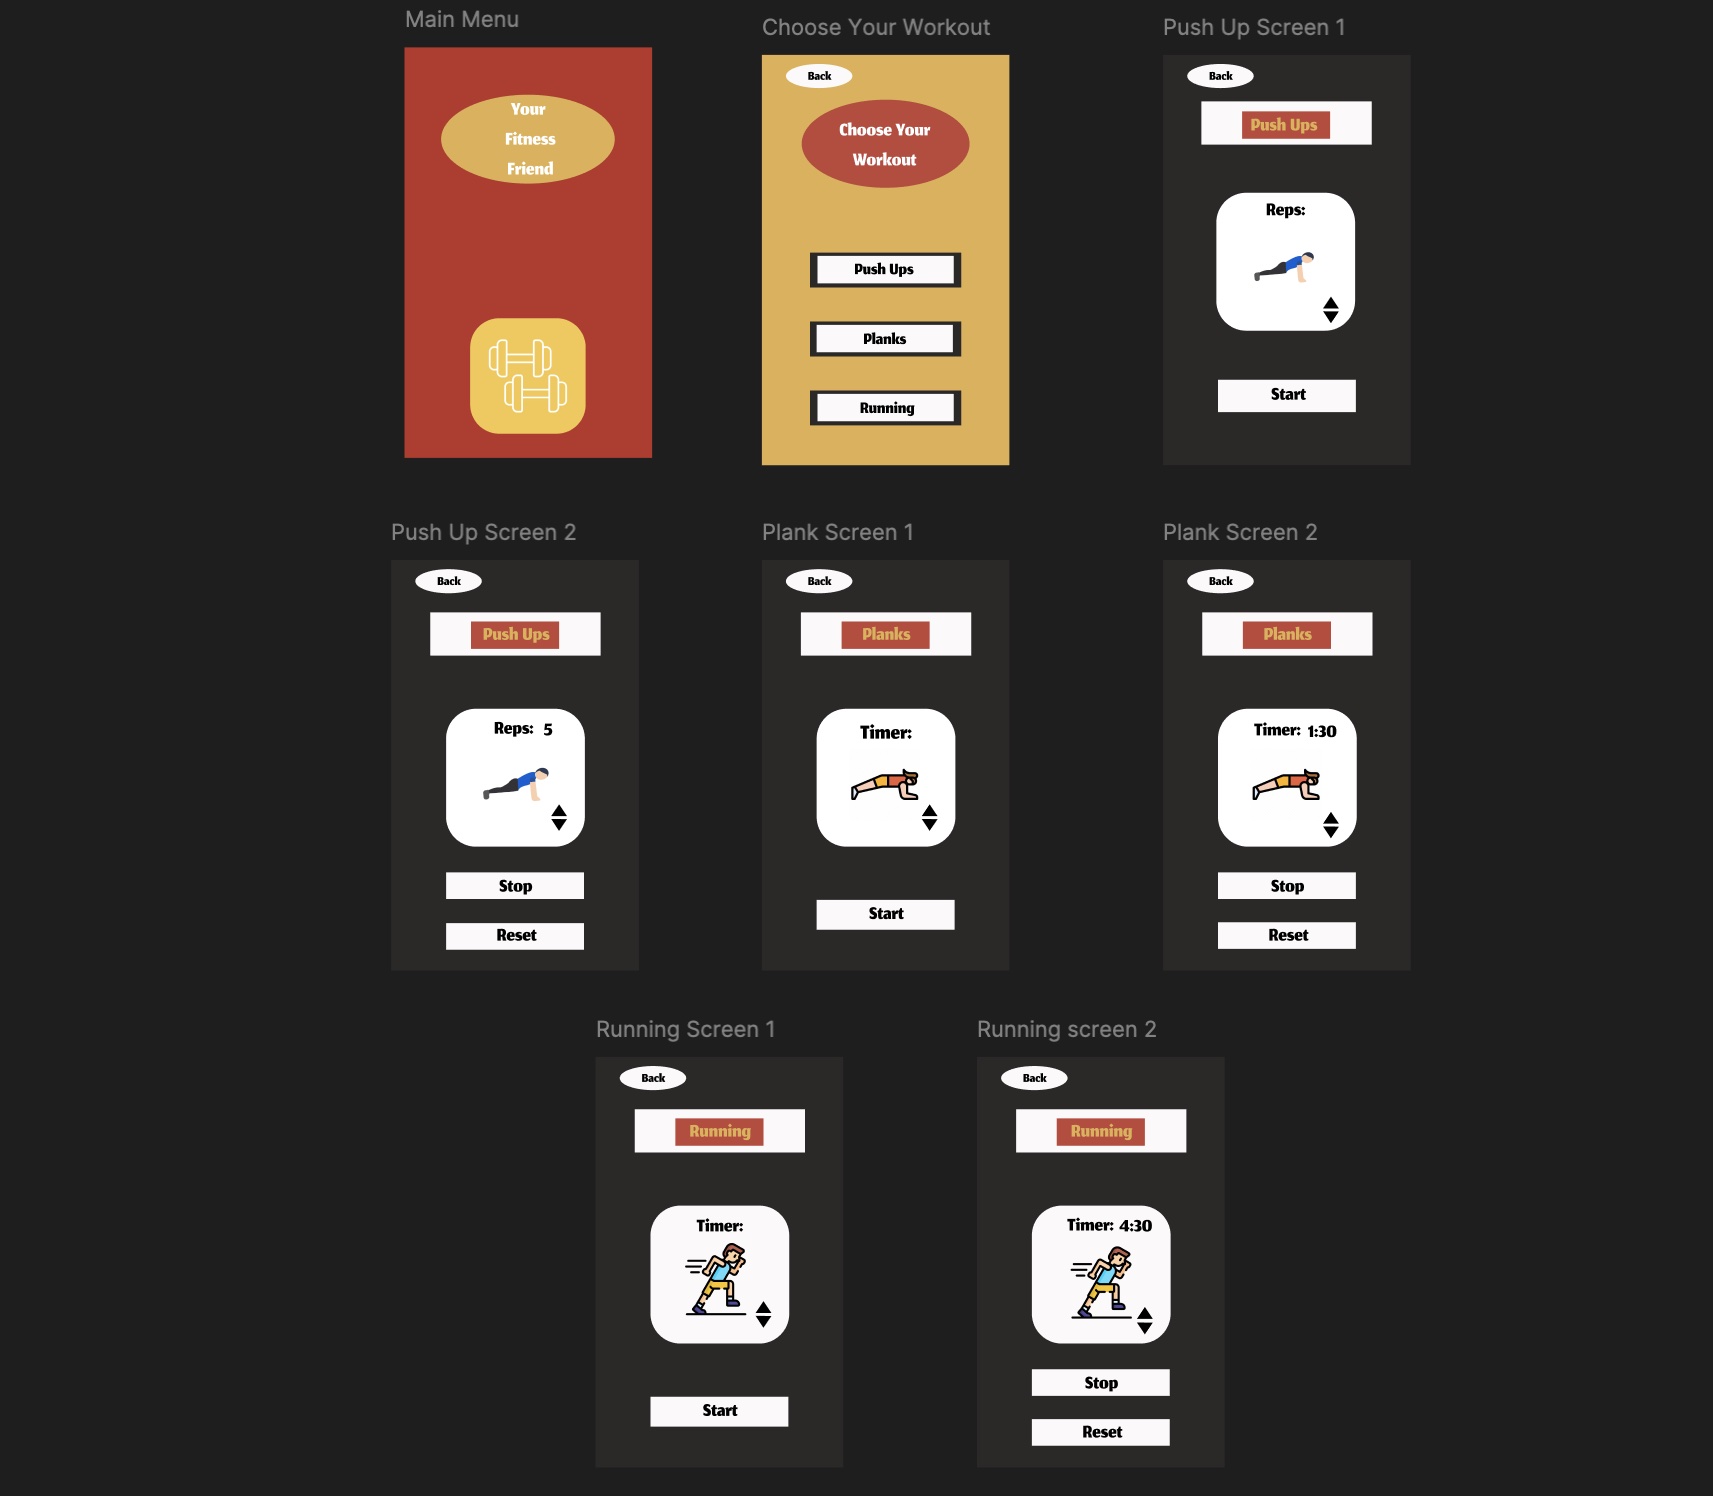 Main Menu
Your
Fitness
Friend
Choose Your Workout
Back
Choose Your
Workout
Push Ups
Planks
Running
Push Up Screen 1
Back
Push Ups
Reps:
Start
Push Up Screen 2
Back
Push Ups
Reps: 5
Stop
Reset
Plank Screen 1
Back
Planks
Timer:
Start
Plank Screen 2
Back
Planks
Timer: 1:30
Stop
Reset
Running Screen 1
Back
Running
Timer:
Start
Running screen 2
Back
Running
Timer: 4:30
Stop
Reset